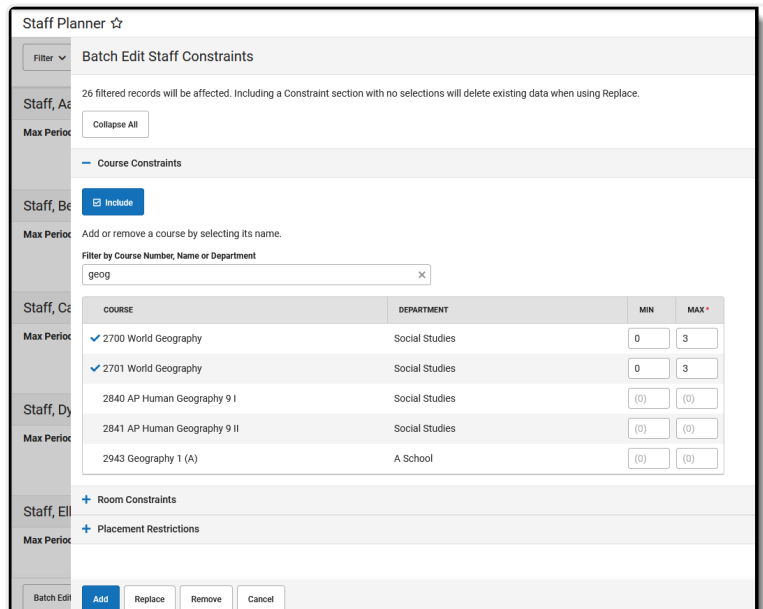 Staff Planner
Filter
Batch Edit Staff Constraints
26 filtered records will be affected. Including a Constraint section with no selections will delete existing data when using Replace.
Staff, Aa
Collapse All
Max Period
Course Constraints
Staff, Be
Include
Max Period
Add or remove a course by selecting its name.
Filter by Course Number, Name or Department
geog
Staff, Ca
COURSE DEPARTMENT MIN MAX*
Max Period
2700 World Geography Social Studies 0 3
2701 World Geography Social Studies 0 3
2840 AP Human Geography 9 I Social Studies (0) (0)
Staff, Dy
2841 AP Human Geography 9 II Social Studies (0) (0)
Max Period
2943 Geography 1 (A) A School (0) (0)
Room Constraints
Staff, Ell
Placement Restrictions
Max Period
Batch Edit
Add Replace Remove Cancel